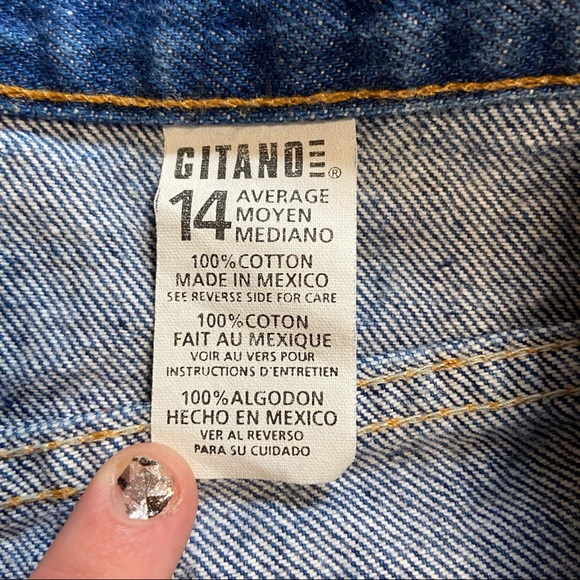 GITANO®
14 AVERAGE
MOYEN
MEDIANO
100% COTTON
MADE IN MEXICO
SEE REVERSE SIDE FOR CARE
100% COTON
FAIT AU MEXIQUE
VOIR AU VERS POUR
INSTRUCTIONS D'ENTRETIEN
100% ALGODON
HECHO EN MEXICO
VER AL REVERSO
PARA SU CUIDADO